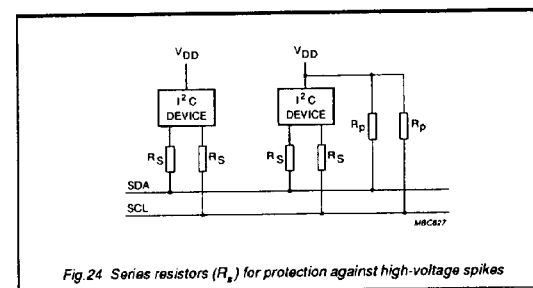 VDD VDD
I²C DEVICE I²C DEVICE
Rp Rp
RS RS RS RS
SDA
SCL
MBC627
Fig.24 Series resistors (Rs) for protection against high-voltage spikes